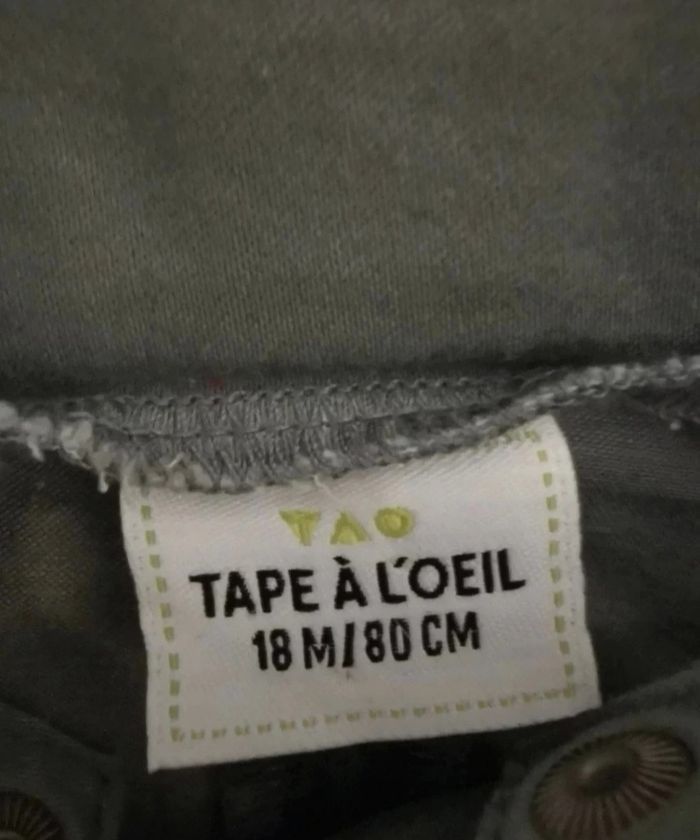 TAO
TAPE À L'OEIL
18 M/80 CM